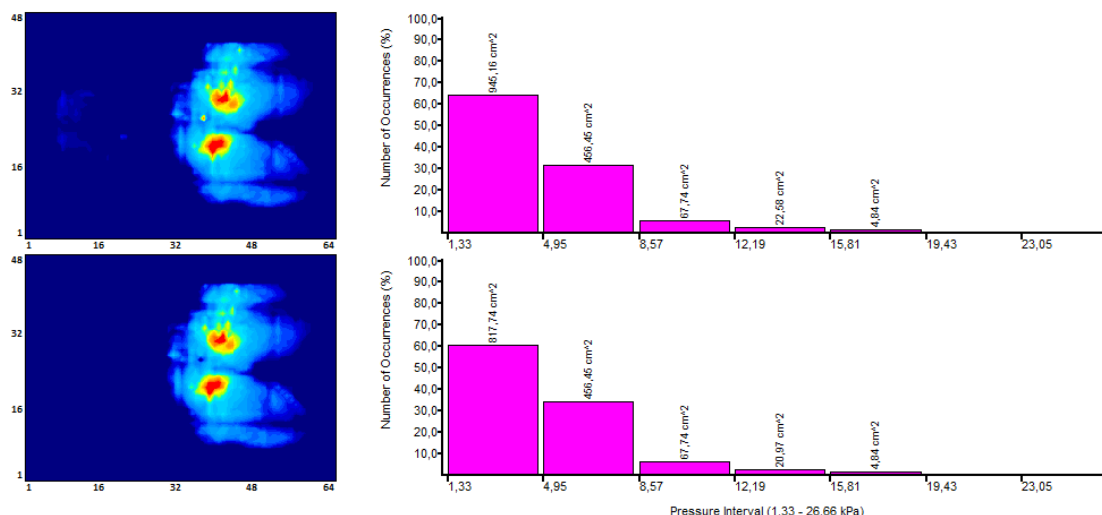 48
32
16
1
1 16 32 48 64
Number of Occurrences (%)
100,0
90,0
80,0
70,0
60,0
50,0
40,0
30,0
20,0
10,0
945,16 cm^2
456,45 cm^2
67,74 cm^2
22,58 cm^2
4,84 cm^2
1,33 4,95 8,57 12,19 15,81 19,43 23,05
48
32
16
1
1 16 32 48 64
Number of Occurrences (%)
100,0
90,0
80,0
70,0
60,0
50,0
40,0
30,0
20,0
10,0
817,74 cm^2
456,45 cm^2
67,74 cm^2
20,97 cm^2
4,84 cm^2
1,33 4,95 8,57 12,19 15,81 19,43 23,05
Pressure Interval (1.33 - 26.66 kPa)